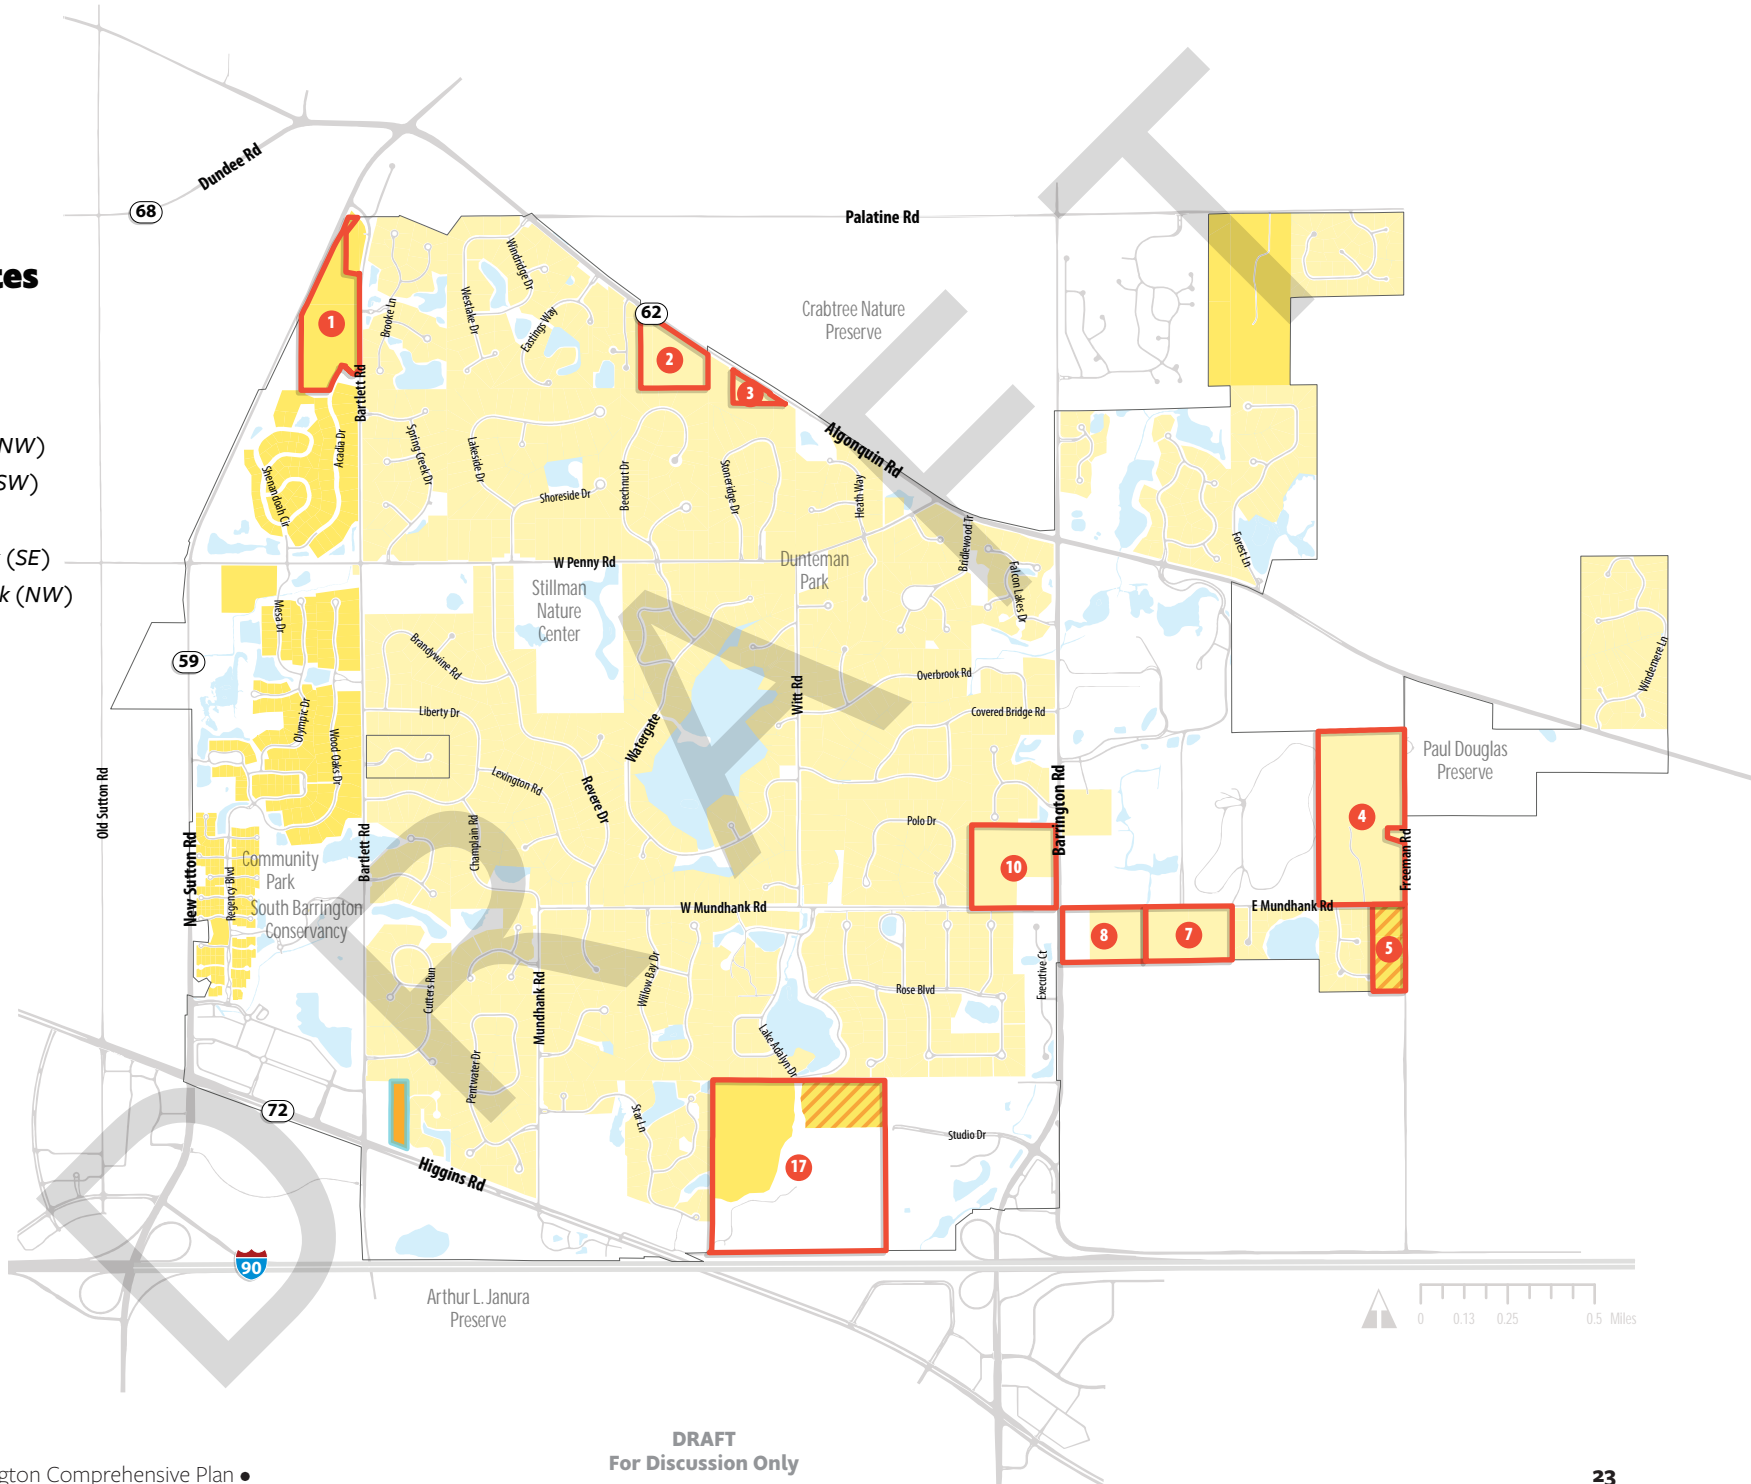 Dundee Rd
68
Palatine Rd
es
NW)
SW)
(SE)
k (NW)
62
Crabtree Nature
Preserve
1
2
3
Brooke Ln
Westlake Dr
Windridge Dr
Eastings Way
Bartlett Rd
Acadia Dr
Shenandoah Cir
Spring Creek Dr
Lakeside Dr
Shoreside Dr
Beechnut Dr
Stoneridge Dr
Algonquin Rd
Heath Way
Bridlewood Tr
Falcon Lakes Dr
Forest Ln
W Penny Rd
Stillman
Nature
Center
Dunteman
Park
Mesa Dr
59
Brandywine Rd
Liberty Dr
Olympic Dr
Wood Oaks Dr
Lexington Rd
Revere Dr
Watergate
Witt Rd
Overbrook Rd
Covered Bridge Rd
Windemere Ln
Paul Douglas
Preserve
Old Sutton Rd
New Sutton Rd
Bartlett Rd
Champlain Rd
Polo Dr
Barrington Rd
10
4
Freeman Rd
Community
Park
Regency Blvd
South Barrington
Conservancy
W Mundhank Rd
E Mundhank Rd
8
7
5
Cutters Run
Mundhank Rd
Willow Bay Dr
Rose Blvd
Executive Ct
Lake Adalyn Dr
Pentwater Dr
Star Ln
72
Higgins Rd
17
Studio Dr
90
Arthur L. Janura
Preserve
0 0.13 0.25 0.5 Miles
DRAFT
DRAFT
For Discussion Only
gton Comprehensive Plan ●
23